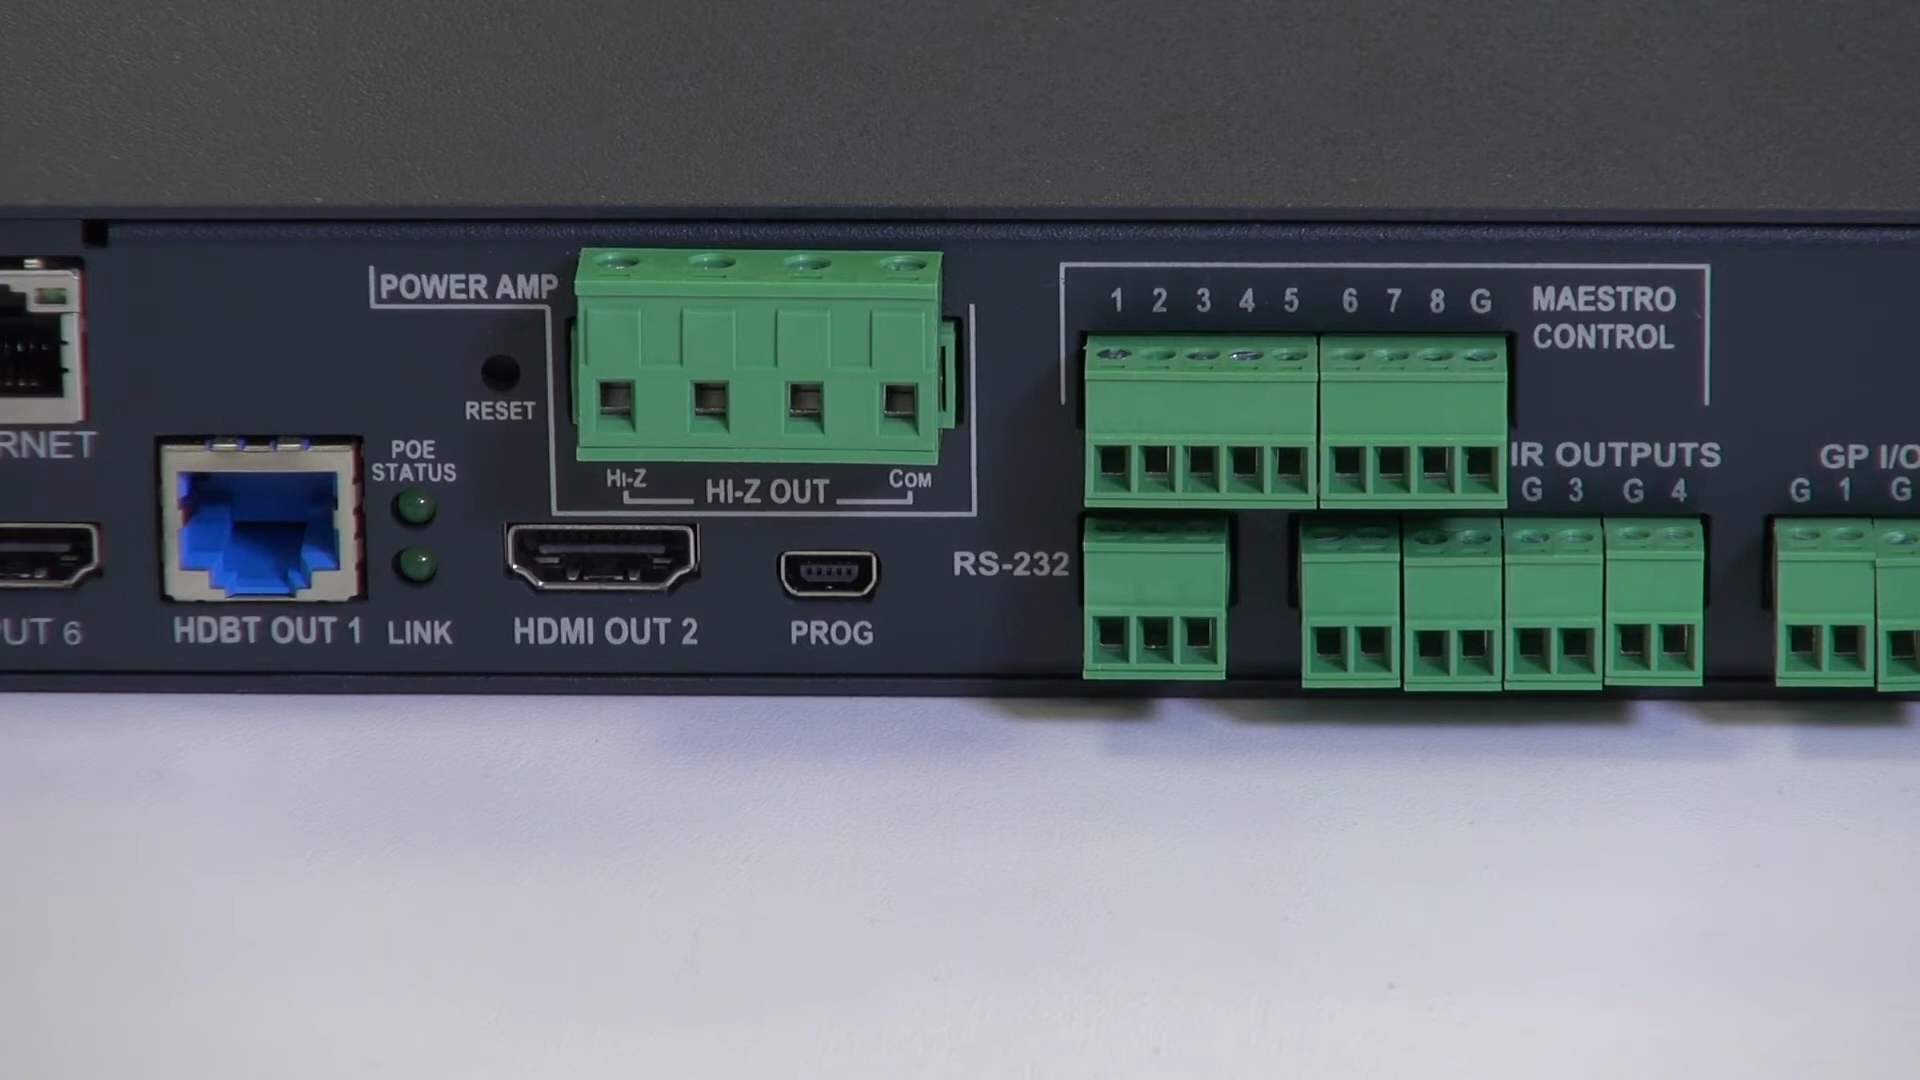 POWER AMP
RESET
HI-Z COM
HI-Z OUT
1 2 3 4 5 6 7 8 G
MAESTRO
CONTROL
RNET
POE
STATUS
IR OUTPUTS
G 3 G 4
GP I/O
G 1 G
RS-232
UT 6
HDBT OUT 1
LINK
HDMI OUT 2
PROG